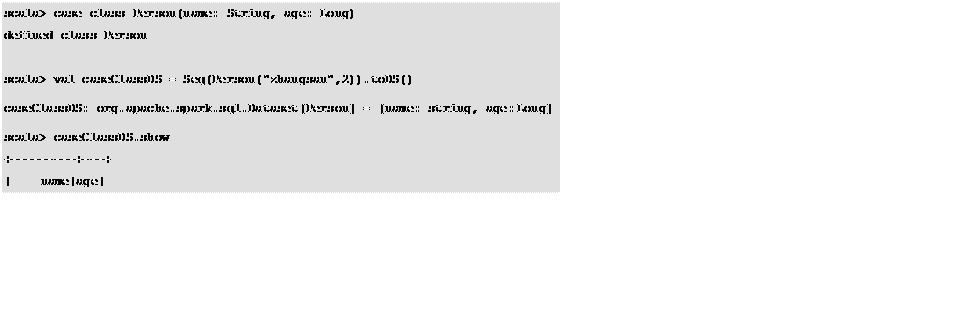 scala> case class Person(name: String, age: Long)
defined class Person
scala> val caseClassDS = Seq(Person("zhangsan",2)).toDS()
caseClassDS: org.apache.spark.sql.Dataset[Person] = [name: string, age:Long]
scala> caseClassDS.show
+---------+---+
| name|age|